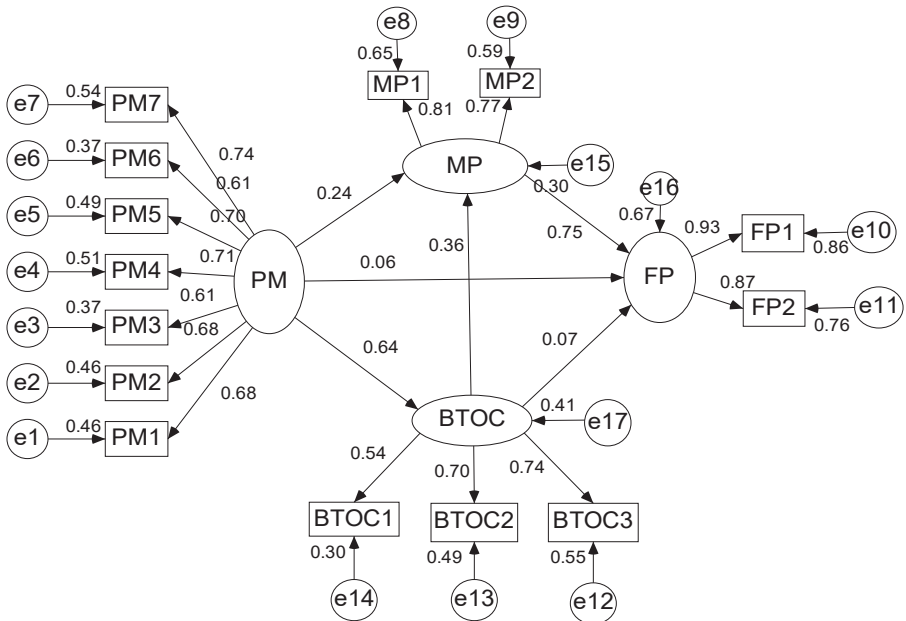 e8
e9
0.65
0.59
MP1
MP2
0.81
0.77
e7
0.54
PM7
e6
0.37
PM6
0.74
0.61
MP
e15
e5
0.49
PM5
0.70
0.24
0.30
e16
0.67
0.93
FP1
e10
0.86
e4
0.51
PM4
0.71
PM
0.06
0.36
0.75
FP
0.87
FP2
e11
0.76
e3
0.37
PM3
0.61
0.68
e2
0.46
PM2
0.64
0.07
e1
0.46
PM1
0.68
BTOC
0.41
e17
0.54
0.70
0.74
BTOC1
BTOC2
BTOC3
0.30
0.49
0.55
e14
e13
e12